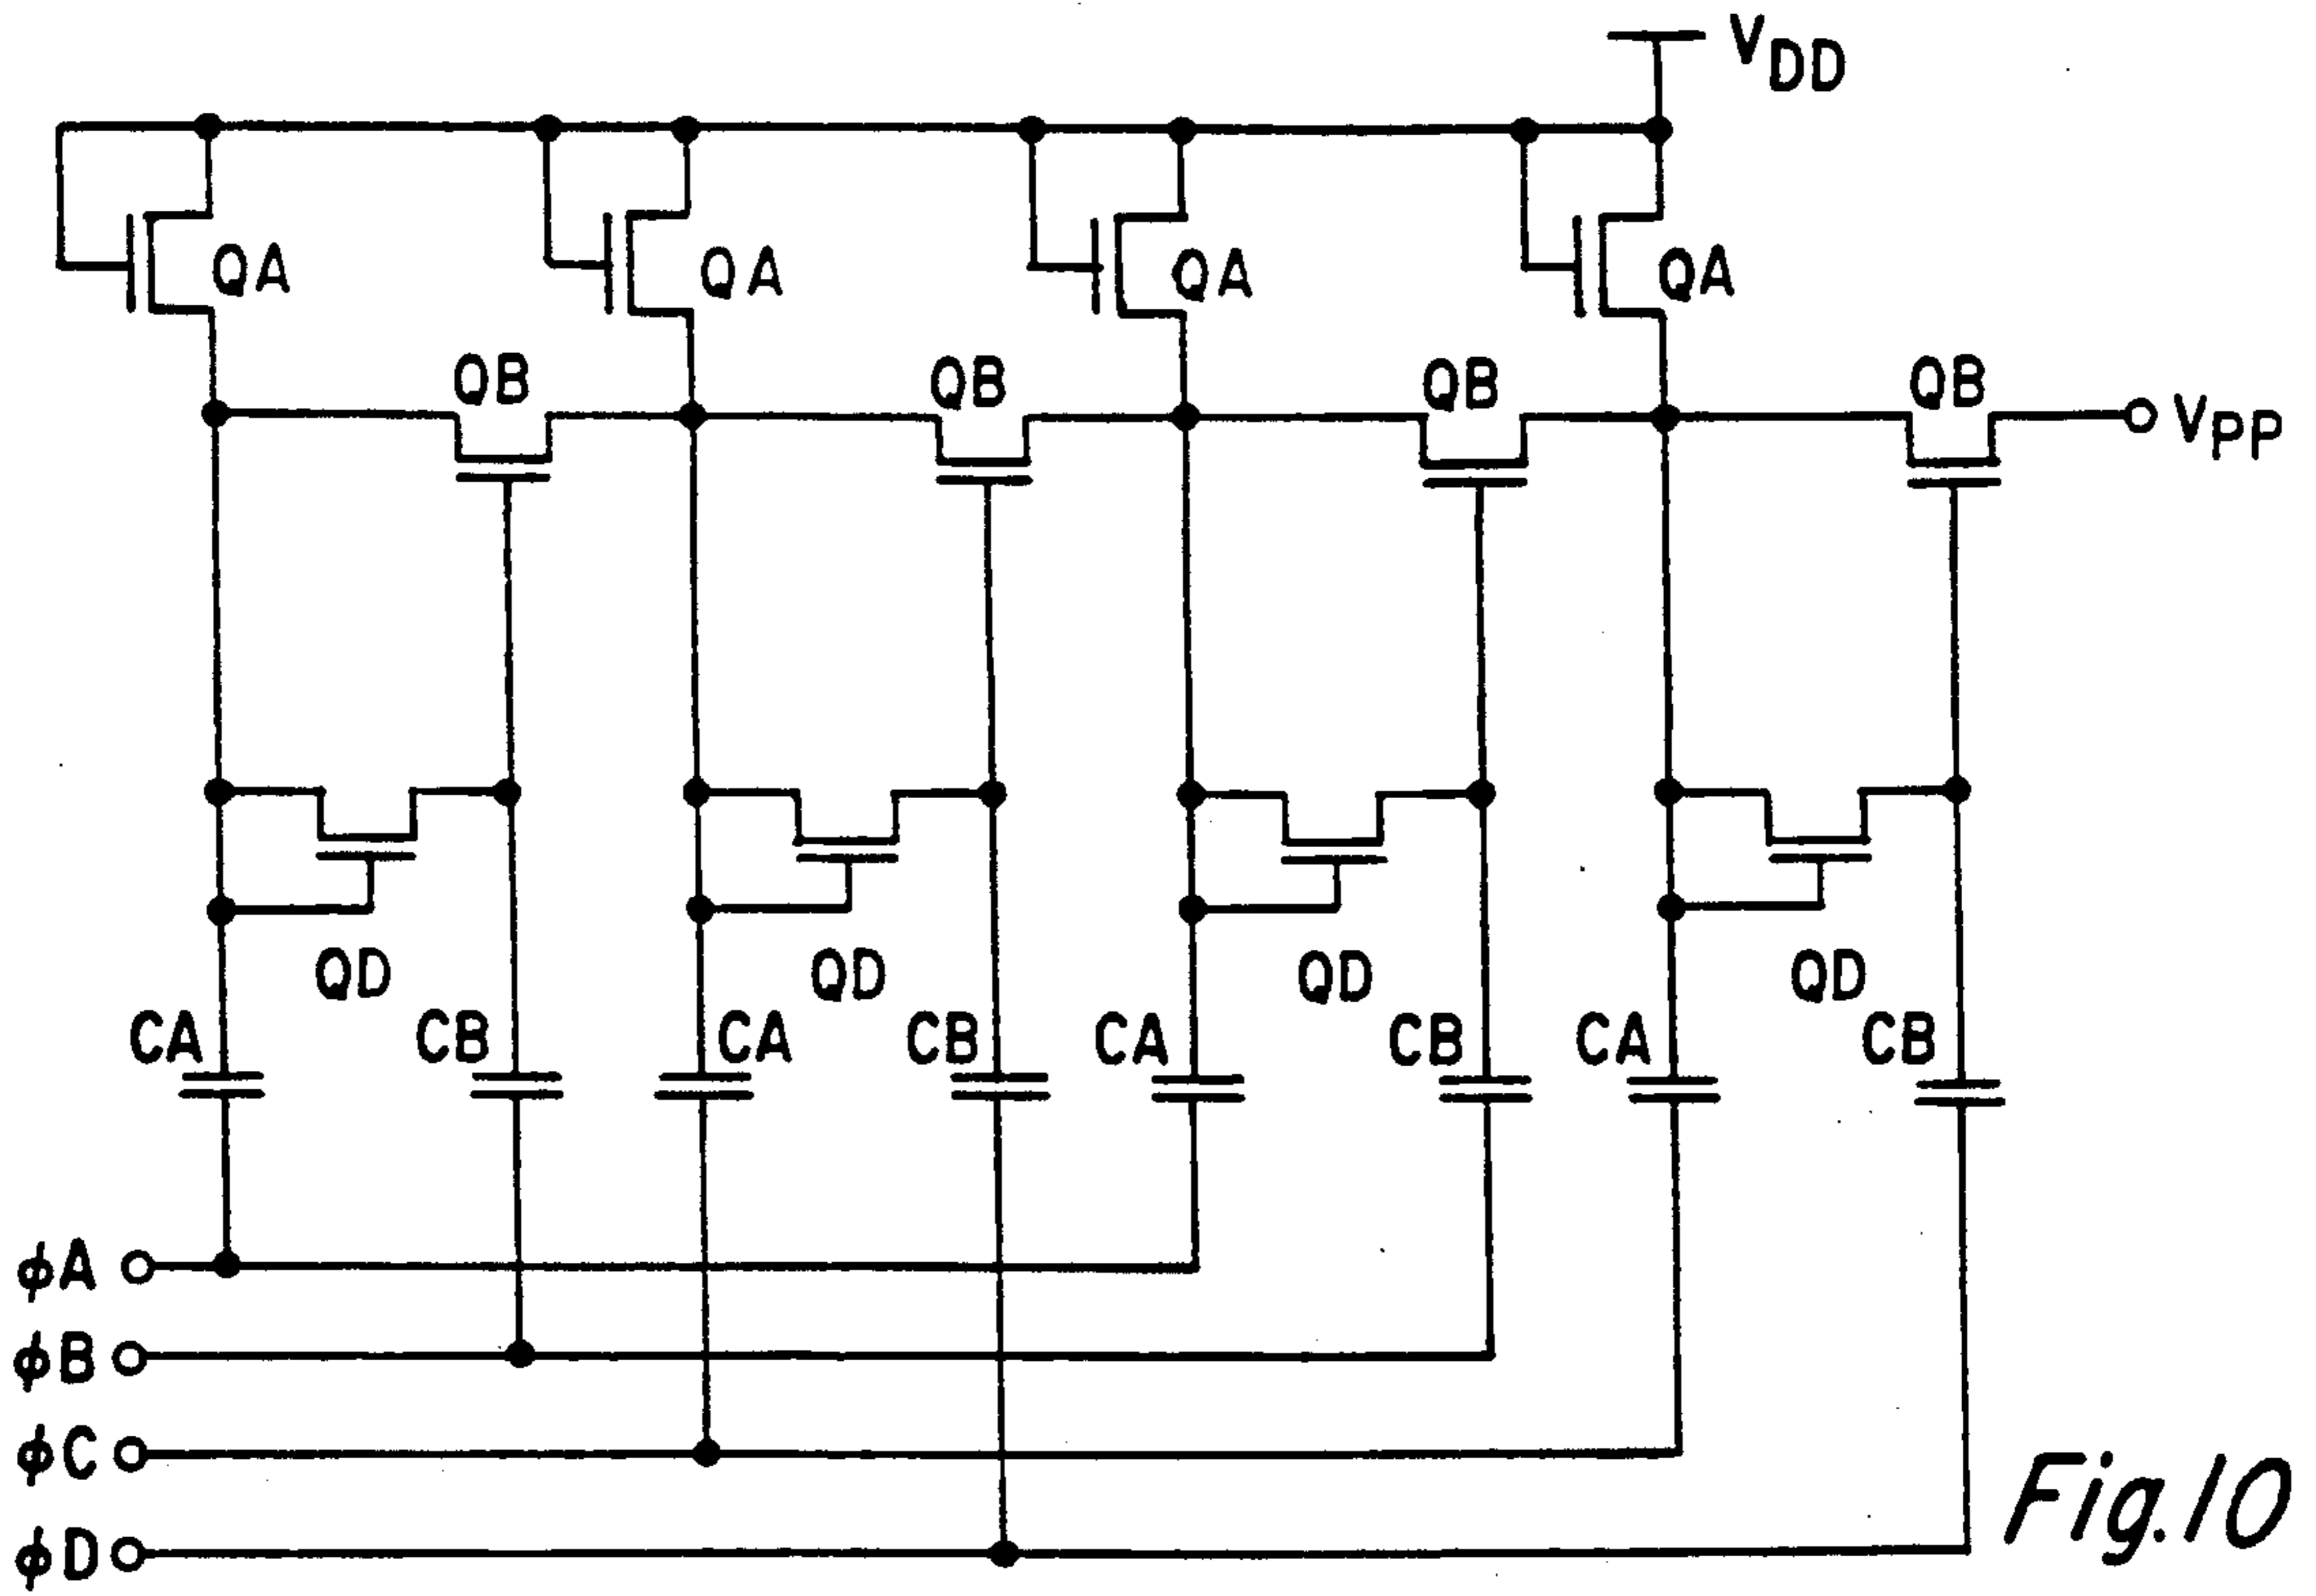 VDD
QA QA QA QA
QB QB QB QB VPP
QD QD QD QD
CA CB CA CB CA CB CA CB
ϕA
ϕB
ϕC
ϕD
Fig.10